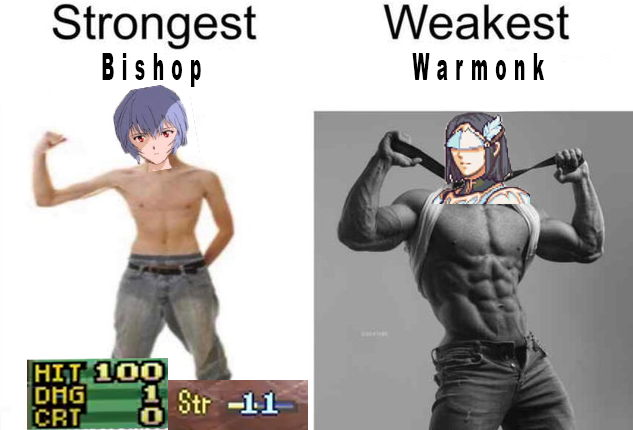 Strongest
Weakest
Bishop
Warmonk
HIT 100
DMG 1
CRT 0
Str -11-